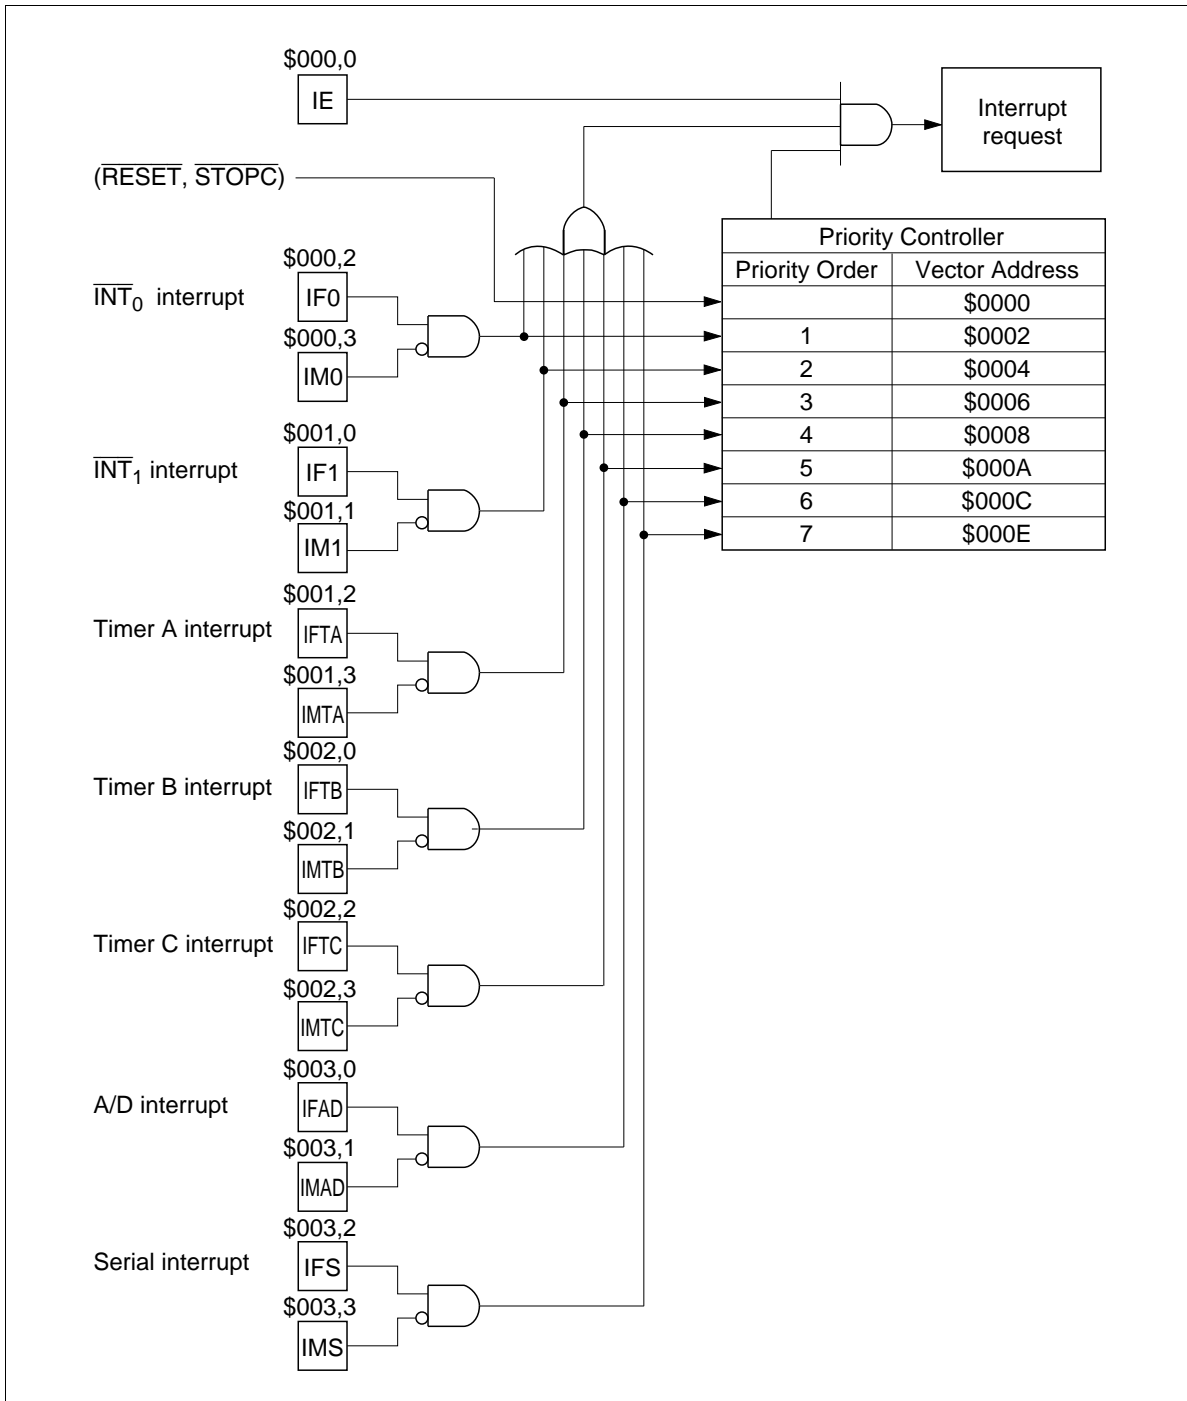 $000,0
IE
Interrupt
request
(RESET, STOPC)
Priority Controller
Priority Order Vector Address
$0000
1 $0002
2 $0004
3 $0006
4 $0008
5 $000A
6 $000C
7 $000E
$000,2
INT0 interrupt
IF0
$000,3
IM0
$001,0
INT1 interrupt
IF1
$001,1
IM1
$001,2
Timer A interrupt
IFTA
$001,3
IMTA
$002,0
Timer B interrupt
IFTB
$002,1
IMTB
$002,2
Timer C interrupt
IFTC
$002,3
IMTC
$003,0
A/D interrupt
IFAD
$003,1
IMAD
$003,2
Serial interrupt
IFS
$003,3
IMS